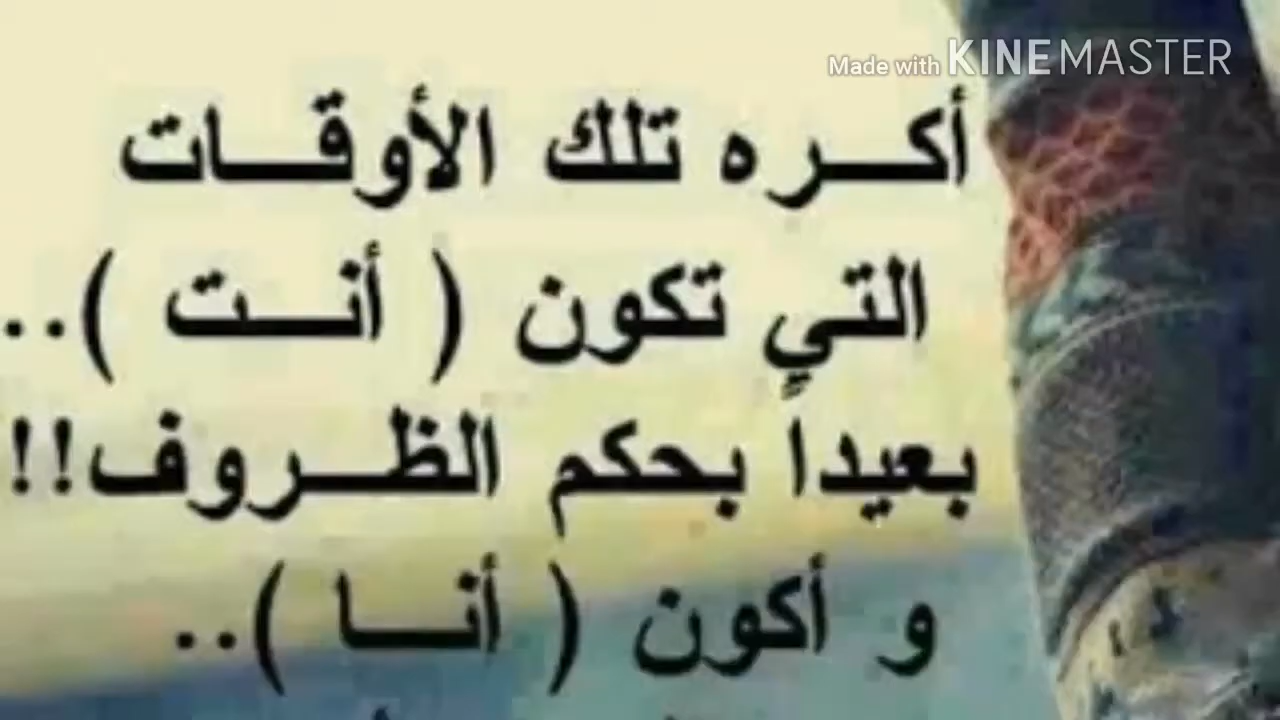 Made with KINEMASTER
أكـــره تلك الأوقـــات
التي تكون ( أنـــت )..
بعيداً بحكم الظـــروف!!
و أكون ( أنـــا )..